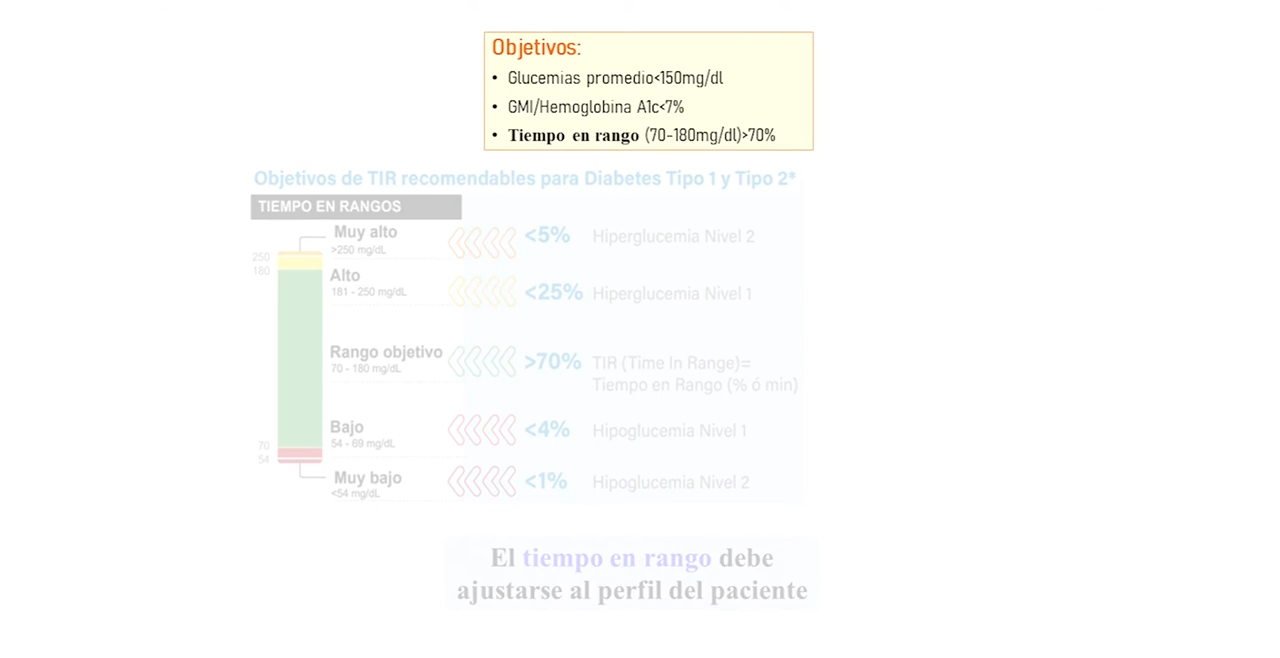 Objetivos:
• Glucemias promedio<150mg/dl
• GMI/Hemoglobina A1c<7%
• Tiempo en rango (70-180mg/dl)>70%
Objetivos de TIR recomendables para Diabetes Tipo 1 y Tipo 2*
TIEMPO EN RANGOS
Muy alto
>250 mg/dL
<5% Hiperglucemia Nivel 2
250
180
Alto
181 - 250 mg/dL
<25% Hiperglucemia Nivel 1
Rango objetivo
70 - 180 mg/dL
>70% TIR (Time In Range)=
Tiempo en Rango (% ó min)
Bajo
54 - 69 mg/dL
<4% Hipoglucemia Nivel 1
70
54
Muy bajo
<54 mg/dL
<1% Hipoglucemia Nivel 2
El tiempo en rango debe
ajustarse al perfil del paciente